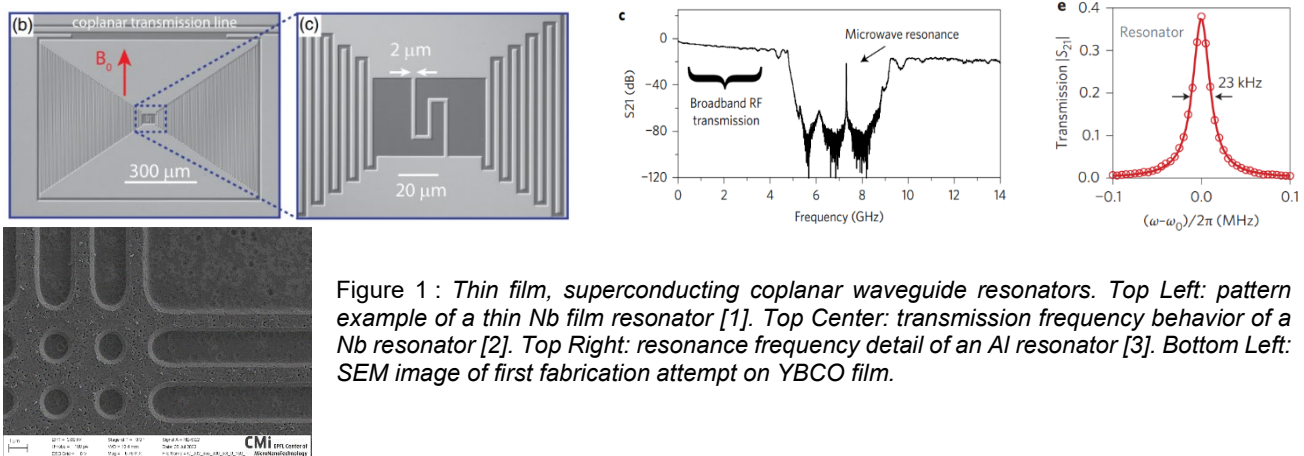 (b)
coplanar transmission line
B₀
300 µm
(c)
2 µm
20 µm
c
S21 (dB)
0
−40
−80
−120
Microwave resonance
Broadband RF
transmission
0 2 4 6 8 10 12 14
Frequency (GHz)
e
Transmission |S₂₁|
0.4
0.3
0.2
0.1
0.0
Resonator
23 kHz
−0.1 0.0 0.1
(ω-ω₀)/2π (MHz)
1 µm
CMi EPFL Center of
MicroNanoTechnology
Figure 1 : Thin film, superconducting coplanar waveguide resonators. Top Left: pattern
example of a thin Nb film resonator [1]. Top Center: transmission frequency behavior of a
Nb resonator [2]. Top Right: resonance frequency detail of an Al resonator [3]. Bottom Left:
SEM image of first fabrication attempt on YBCO film.